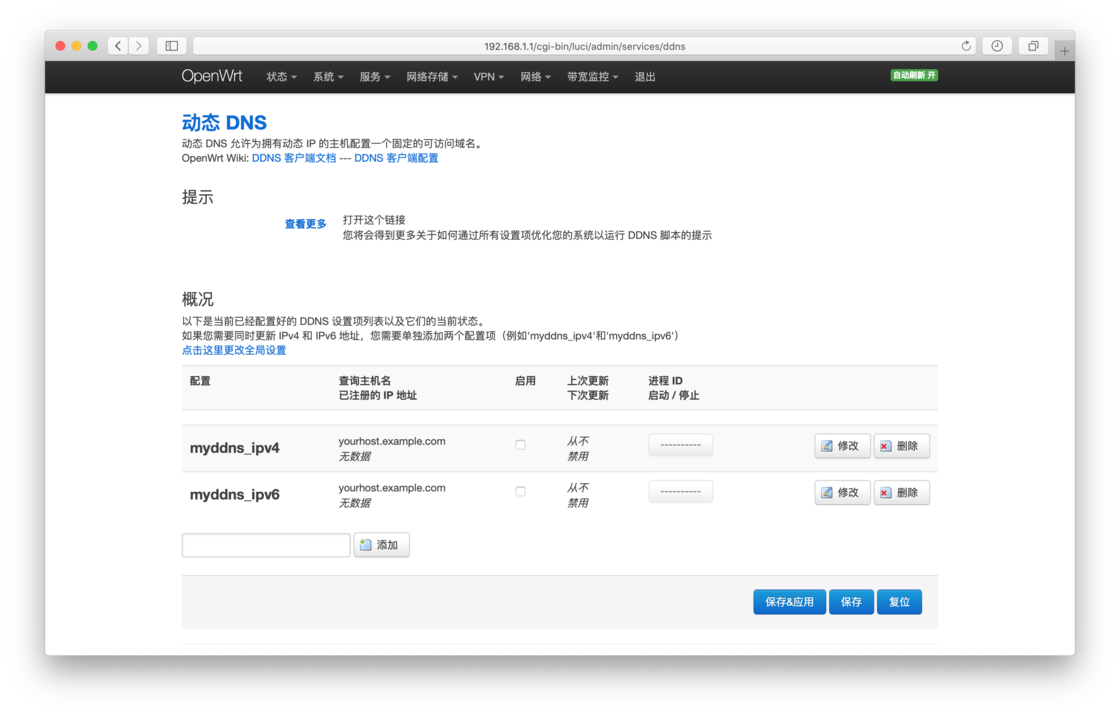 192.168.1.1/cgi-bin/luci/admin/services/ddns
OpenWrt 状态 系统 服务 网络存储 VPN 网络 带宽监控 退出 自动刷新 开
动态 DNS
动态 DNS 允许为拥有动态 IP 的主机配置一个固定的可访问域名。
OpenWrt Wiki: DDNS 客户端文档 --- DDNS 客户端配置
提示
查看更多 打开这个链接
您将会得到更多关于如何通过所有设置项优化您的系统以运行 DDNS 脚本的提示
概况
以下是当前已经配置好的 DDNS 设置项列表以及它们的当前状态。
如果您需要同时更新 IPv4 和 IPv6 地址，您需要单独添加两个配置项（例如'myddns_ipv4'和'myddns_ipv6'）
点击这里更改全局设置
配置 查询主机名 启用 上次更新 进程 ID
已注册的 IP 地址 下次更新 启动 / 停止
myddns_ipv4 yourhost.example.com 从不 ---------- 修改 删除
无数据 禁用
myddns_ipv6 yourhost.example.com 从不 ---------- 修改 删除
无数据 禁用
添加
保存&应用 保存 复位